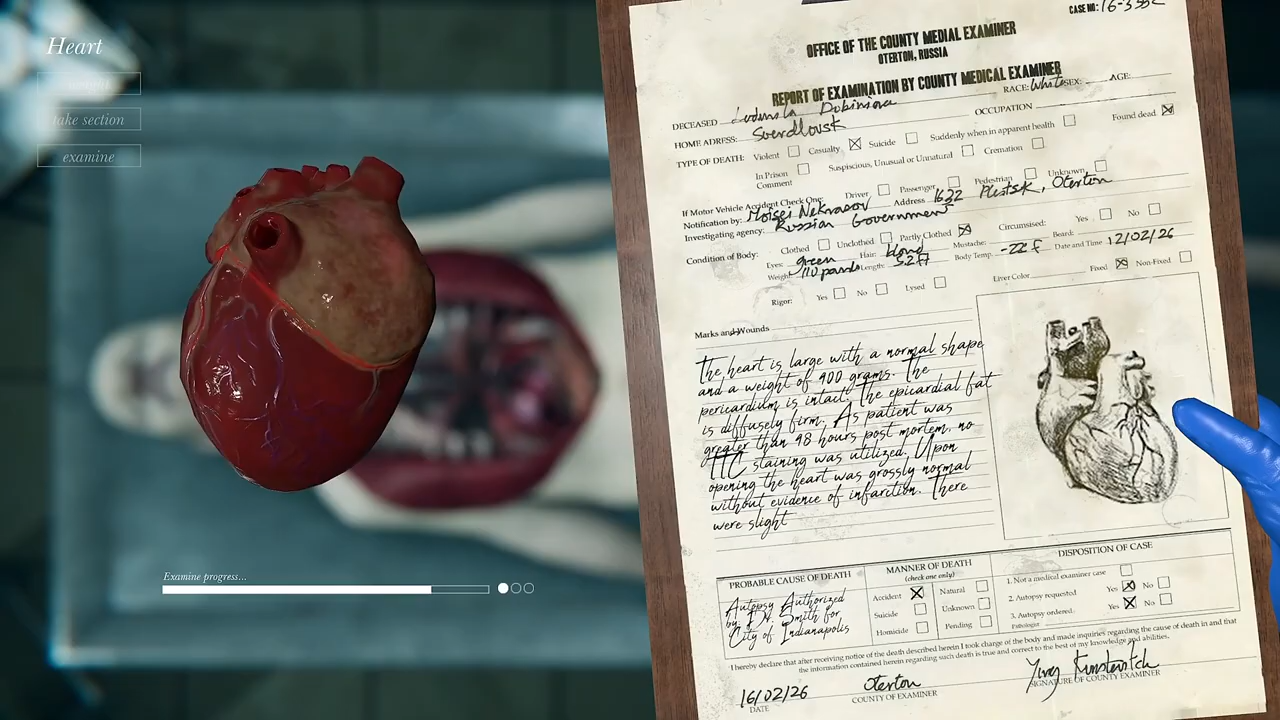 Heart
take section
examine
Examine progress...
CASE NO: 16-3
OFFICE OF THE COUNTY MEDIAL EXAMINER
OTERTON, RUSSIA
REPORT OF EXAMINATION BY COUNTY MEDICAL EXAMINER
DECEASED Ludmila Dobinina RACE: White SEX: AGE:
HOME ADRESS: Sverdlovsk OCCUPATION
TYPE OF DEATH: Violent Casualty Suicide Suddenly when in apparent health Found dead
In Prison Suspicious, Unusual or Unnatural Cremation
Comment
If Motor Vehicle Accident Check One: Driver Passenger Pedestrian Unknown
Notification by: Moises Nekrasov Address 1632 Plestsk, Oterton
Investigating agency: Russian Government
Condition of Body: Clothed Unclothed Partly Clothed Circumsised: Yes No
Eyes: green Hair: blond Mustache: Beard:
Weight: 110 pounds Length: 5.2 ft Body Temp. -22 f Date and Time 12/02/26
Rigor: Yes No Lysed Liver Color Fixed Non-Fixed
Marks and Wounds
The heart is large with a normal shape
and a weight of 400 grams. The
pericardium is intact. The epicardial fat
is diffusely firm. As patient was
greater than 48 hours post mortem, no
TTC staining was utilized. Upon
opening the heart was grossly normal
without evidence of infarction. There
were slight
PROBABLE CAUSE OF DEATH
Autopsy Authorized
by: Dr. Smith for
City of Indianapolis
MANNER OF DEATH
(check one only)
Accident Natural
Suicide Unknown
Homicide Pending
DISPOSITION OF CASE
1. Not a medical examiner case
2. Autopsy requested Yes No
3. Autopsy ordered. Yes No
Pathologist
I hereby declare that after receiving notice of the death described herein I took charge of the body and made inquiries regarding the cause of death in and that
the information contained herein regarding such death is true and correct to the best of my knowledge and abilities.
16/02/26 Oterton
DATE COUNTY OF EXAMINER SIGNATURE OF COUNTY EXAMINER